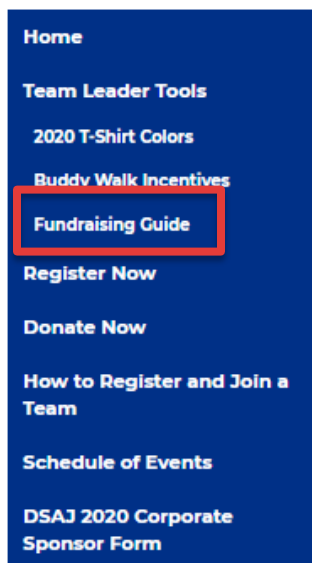 Home
Team Leader Tools
2020 T-Shirt Colors
Buddy Walk Incentives
Fundraising Guide
Register Now
Donate Now
How to Register and Join a
Team
Schedule of Events
DSAJ 2020 Corporate
Sponsor Form